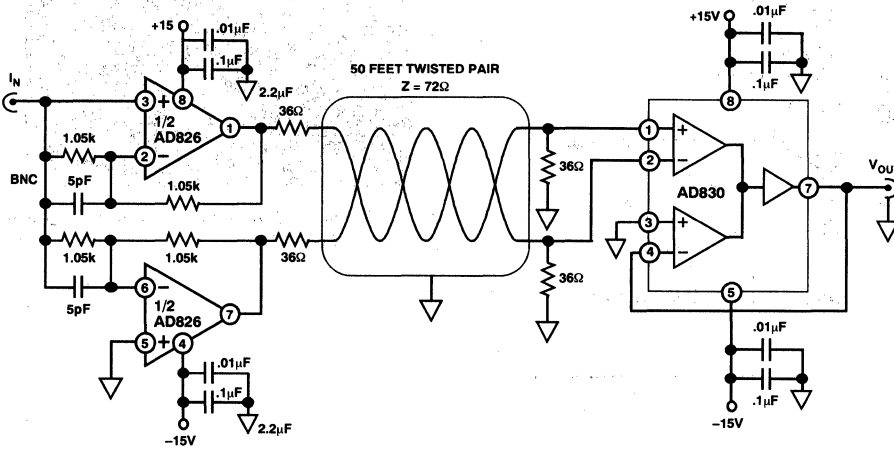 +15
.01µF
.1µF
2.2µF
IN
3
+
8
1/2
AD826
1
36Ω
1.05k
2
−
BNC
5pF
1.05k
1.05k
1.05k
36Ω
5pF
6
−
1/2
AD826
7
5
+
4
.01µF
.1µF
2.2µF
−15V
50 FEET TWISTED PAIR
Z = 72Ω
36Ω
36Ω
+15V
.01µF
.1µF
8
1
+
2
−
AD830
3
+
4
−
7
VOU
5
.01µF
.1µF
−15V